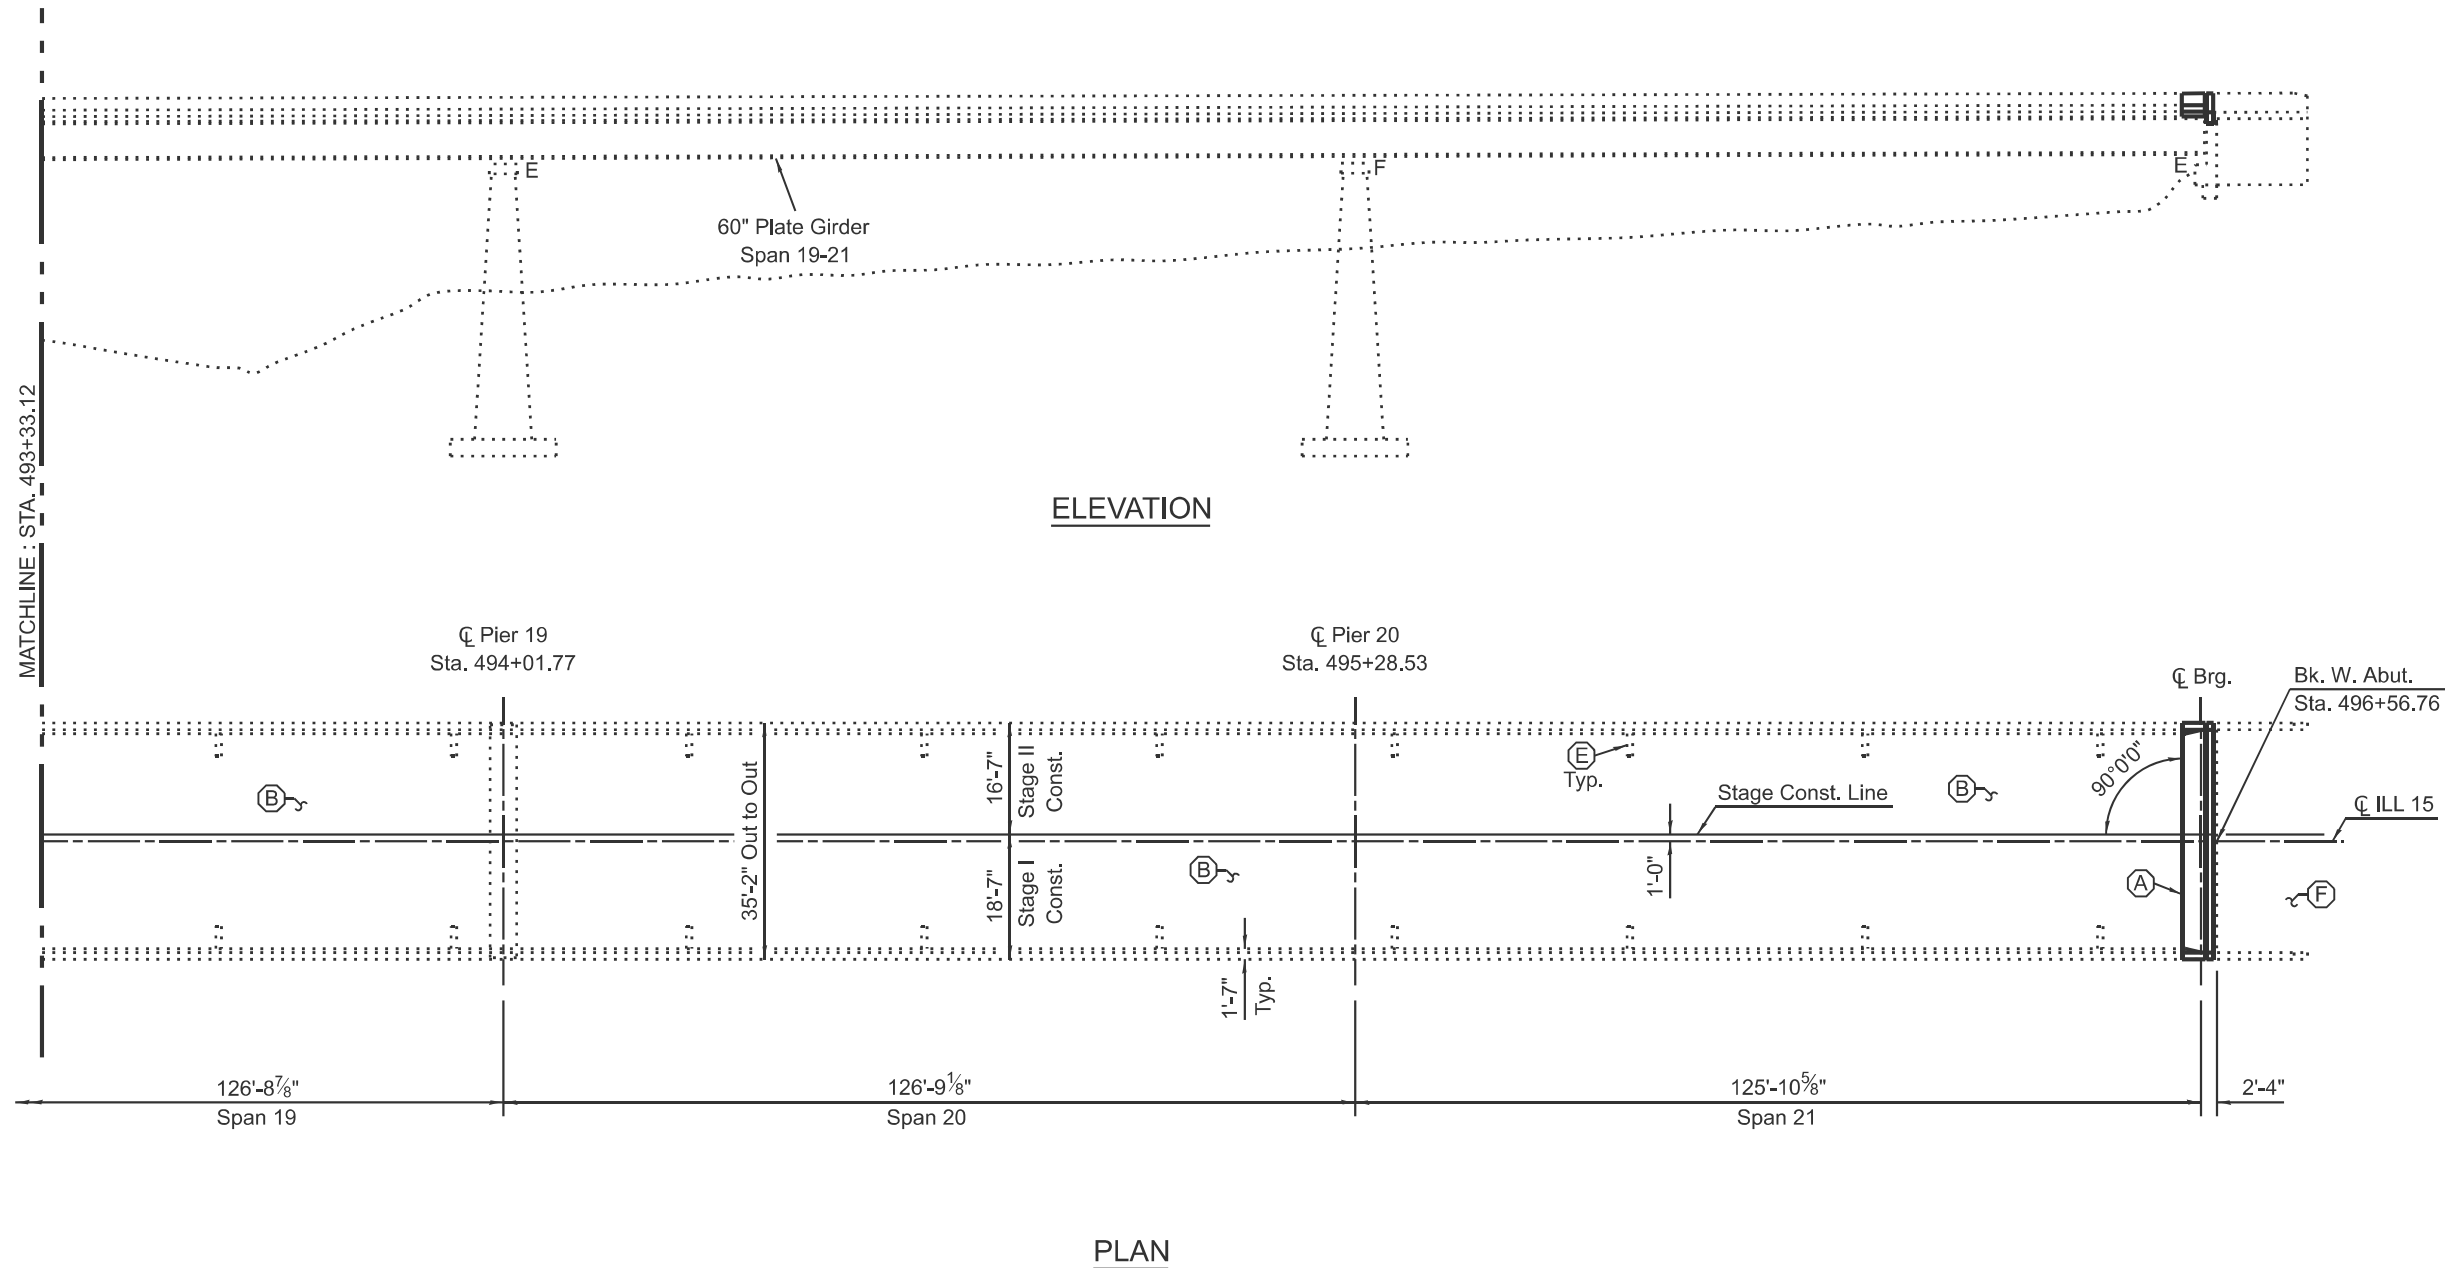 E
F
E
60" Plate Girder
Span 19-21
MATCHLINE : STA. 493+33.12
ELEVATION
℄ Pier 19
Sta. 494+01.77
℄ Pier 20
Sta. 495+28.53
℄ Brg.
Bk. W. Abut.
Sta. 496+56.76
B
35'-2" Out to Out
16'-7"
Stage II
Const.
18'-7"
Stage I
Const.
B
E
Typ.
Stage Const. Line
B
90°0'0"
℄ ILL 15
1'-0"
A
F
1'-7"
Typ.
126'-8⅞"
Span 19
126'-9⅛"
Span 20
125'-10⅝"
Span 21
2'-4"
PLAN